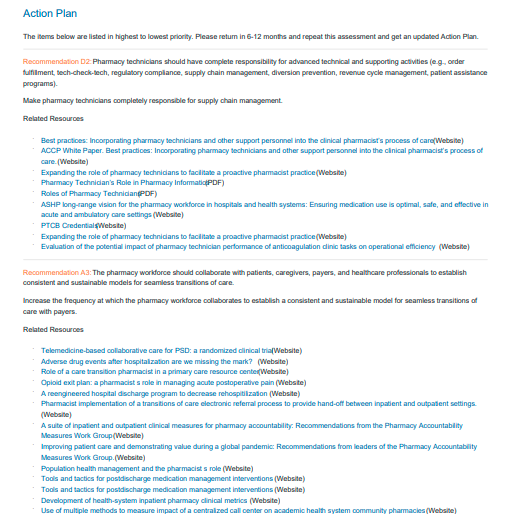 Action Plan
The items below are listed in highest to lowest priority. Please return in 6-12 months and repeat this assessment and get an updated Action Plan.
Recommendation D2: Pharmacy technicians should have complete responsibility for advanced technical and supporting activities (e.g., order
fulfillment, tech-check-tech, regulatory compliance, supply chain management, diversion prevention, revenue cycle management, patient assistance
programs).
Make pharmacy technicians completely responsible for supply chain management.
Related Resources
Best practices: Incorporating pharmacy technicians and other support personnel into the clinical pharmacist's process of care(Website)
ACCP White Paper. Best practices: Incorporating pharmacy technicians and other support personnel into the clinical pharmacist's process of
care.(Website)
Expanding the role of pharmacy technicians to facilitate a proactive pharmacist practice(Website)
Pharmacy Technician's Role in Pharmacy Informatic(PDF)
Roles of Pharmacy Technician(PDF)
ASHP long-range vision for the pharmacy workforce in hospitals and health systems: Ensuring medication use is optimal, safe, and effective in
acute and ambulatory care settings (Website)
PTCB Credentials(Website)
Expanding the role of pharmacy technicians to facilitate a proactive pharmacist practice(Website)
Evaluation of the potential impact of pharmacy technician performance of anticoagulation clinic tasks on operational efficiency (Website)
Recommendation A3: The pharmacy workforce should collaborate with patients, caregivers, payers, and healthcare professionals to establish
consistent and sustainable models for seamless transitions of care.
Increase the frequency at which the pharmacy workforce collaborates to establish a consistent and sustainable model for seamless transitions of
care with payers.
Related Resources
Telemedicine-based collaborative care for PSD: a randomized clinical trial(Website)
Adverse drug events after hospitalization are we missing the mark? (Website)
Role of a care transition pharmacist in a primary care resource center(Website)
Opioid exit plan: a pharmacist s role in managing acute postoperative pain (Website)
A reengineered hospital discharge program to decrease rehospitilization (Website)
Pharmacist implementation of a transitions of care electronic referral process to provide hand-off between inpatient and outpatient settings.
(Website)
A suite of inpatient and outpatient clinical measures for pharmacy accountability: Recommendations from the Pharmacy Accountability
Measures Work Group(Website)
Improving patient care and demonstrating value during a global pandemic: Recommendations from leaders of the Pharmacy Accountability
Measures Work Group.(Website)
Population health management and the pharmacist s role (Website)
Tools and tactics for postdischarge medication management interventions (Website)
Tools and tactics for postdischarge medication management interventions (Website)
Development of health-system inpatient pharmacy clinical metrics (Website)
Use of multiple methods to measure impact of a centralized call center on academic health system community pharmacies(Website)